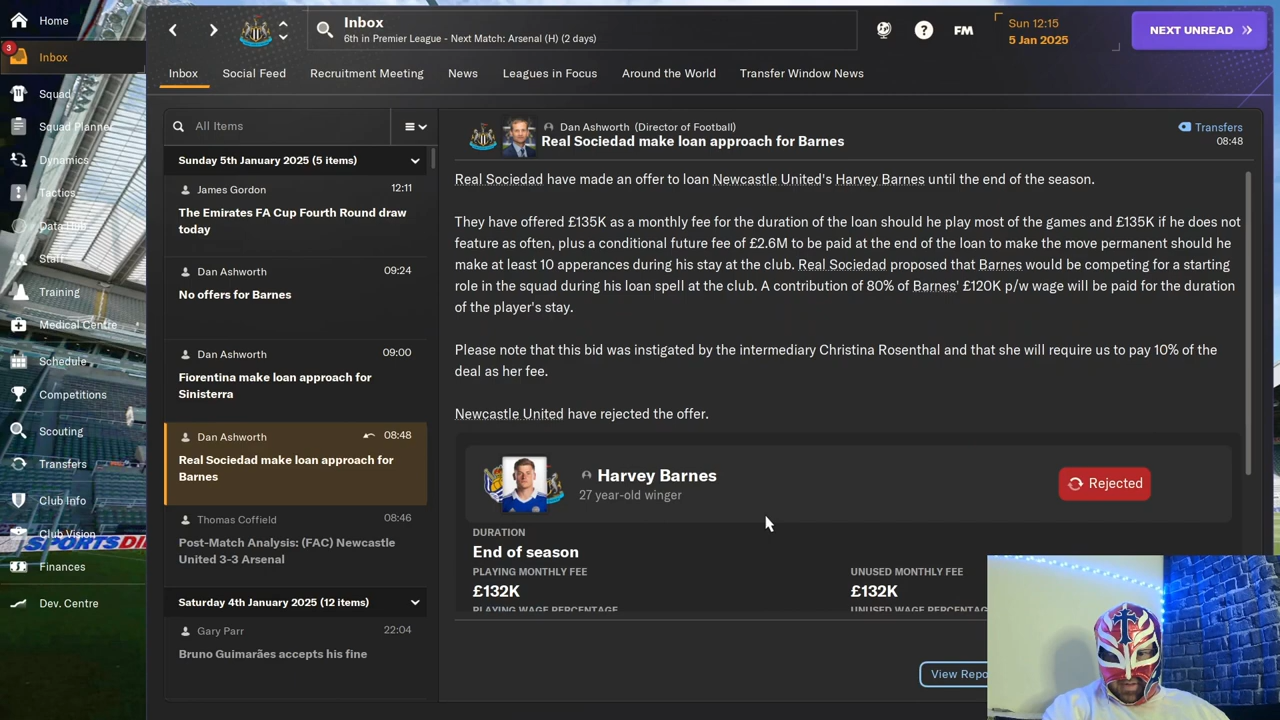 Home
3
Inbox
Squad
Squad Planner
Dynamics
Tactics
Data Hub
Staff
Training
Medical Centre
Schedule
Competitions
Scouting
Transfers
Club Info
Club Vision
SPORTSDI
Finances
Dev. Centre
Inbox
6th in Premier League - Next Match: Arsenal (H) (2 days)
?
FM
Sun 12:15
5 Jan 2025
NEXT UNREAD
Inbox
Social Feed
Recruitment Meeting
News
Leagues in Focus
Around the World
Transfer Window News
All Items
Sunday 5th January 2025 (5 items)
James Gordon
12:11
The Emirates FA Cup Fourth Round draw
today
Dan Ashworth
09:24
No offers for Barnes
Dan Ashworth
09:00
Fiorentina make loan approach for
Sinisterra
Dan Ashworth
08:48
Real Sociedad make loan approach for
Barnes
Thomas Coffield
08:46
Post-Match Analysis: (FAC) Newcastle
United 3-3 Arsenal
Saturday 4th January 2025 (12 items)
Gary Parr
22:04
Bruno Guimarães accepts his fine
Dan Ashworth (Director of Football)
Real Sociedad make loan approach for Barnes
Transfers
08:48
Real Sociedad have made an offer to loan Newcastle United's Harvey Barnes until the end of the season.
They have offered £135K as a monthly fee for the duration of the loan should he play most of the games and £135K if he does not
feature as often, plus a conditional future fee of £2.6M to be paid at the end of the loan to make the move permanent should he
make at least 10 apperances during his stay at the club. Real Sociedad proposed that Barnes would be competing for a starting
role in the squad during his loan spell at the club. A contribution of 80% of Barnes' £120K p/w wage will be paid for the duration
of the player's stay.
Please note that this bid was instigated by the intermediary Christina Rosenthal and that she will require us to pay 10% of the
deal as her fee.
Newcastle United have rejected the offer.
Harvey Barnes
27 year-old winger
Rejected
DURATION
End of season
PLAYING MONTHLY FEE
£132K
UNUSED MONTHLY FEE
£132K
PLAYING WAGE PERCENTAGE
UNUSED WAGE PERCENTAG
View Repo